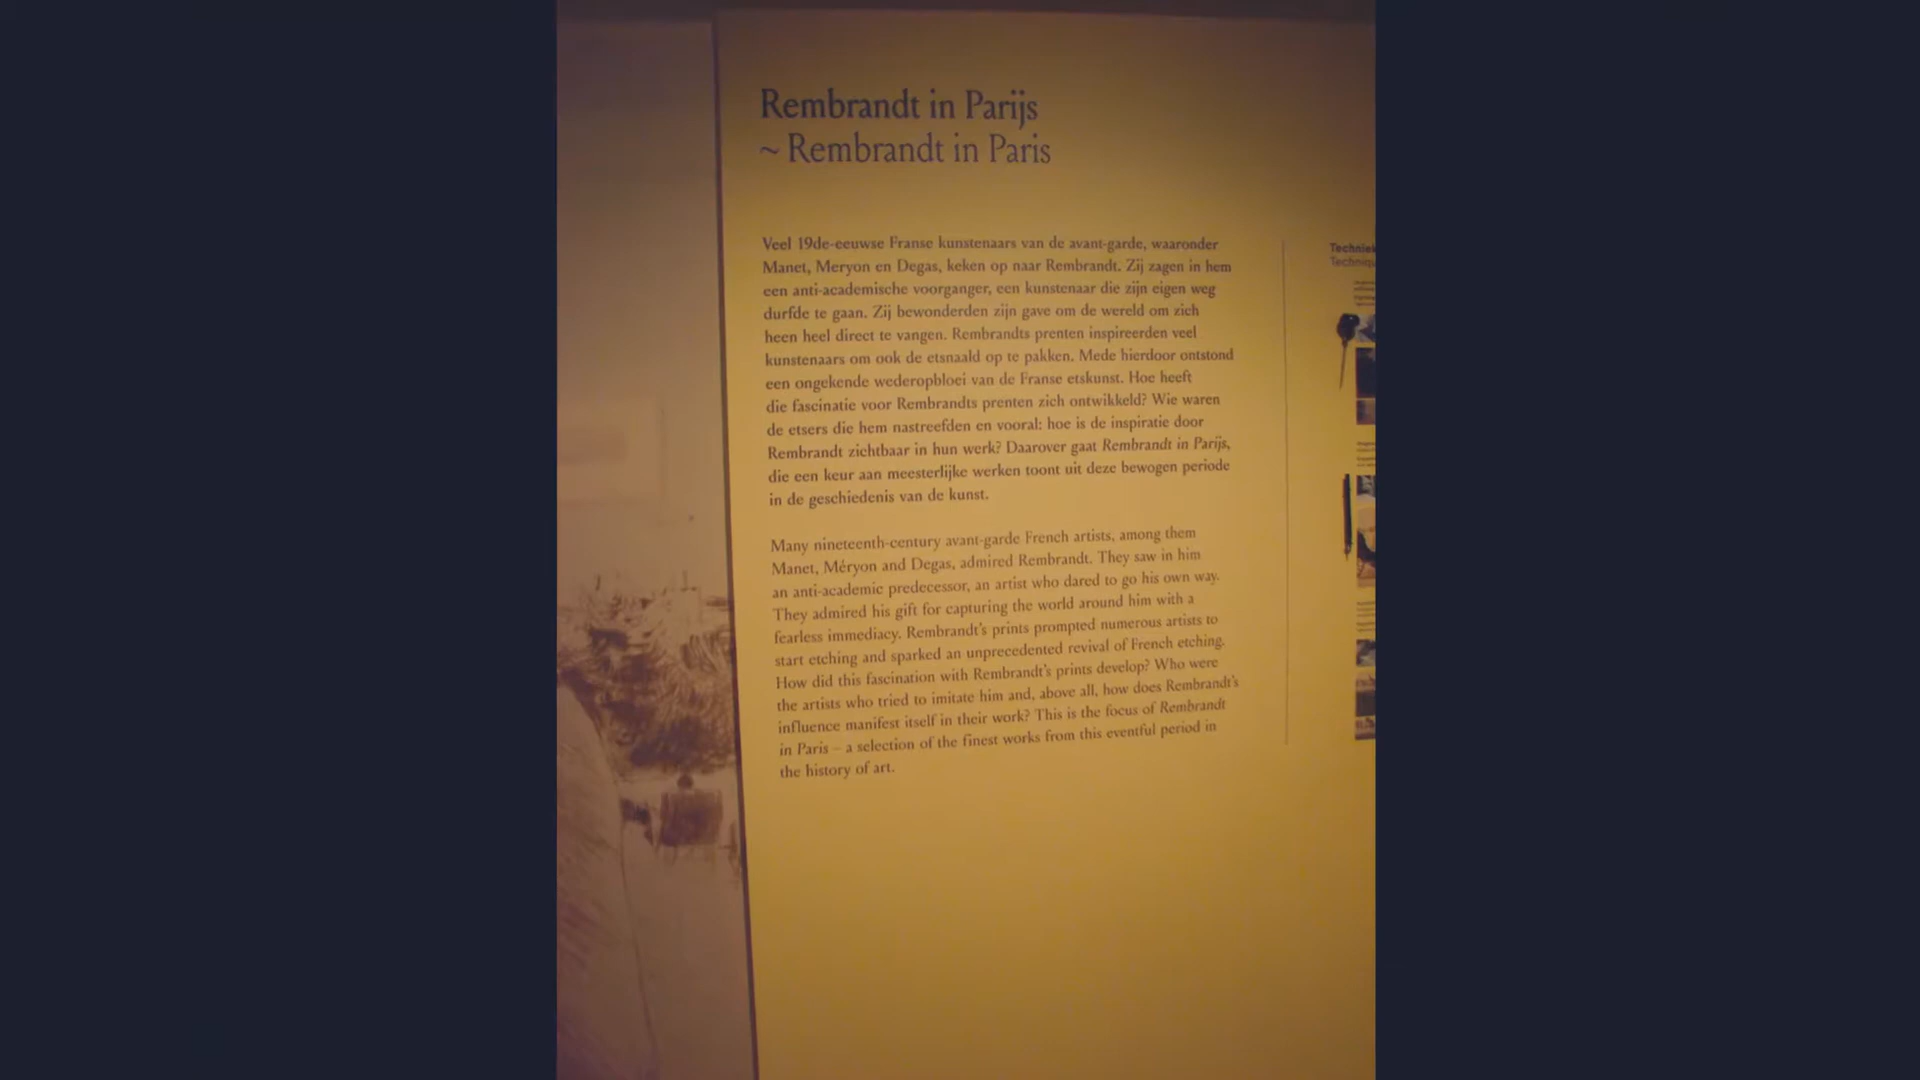 Rembrandt in Parijs
~ Rembrandt in Paris
Veel 19de-eeuwse Franse kunstenaars van de avant-garde, waaronder
Manet, Meryon en Degas, keken op naar Rembrandt. Zij zagen in hem
een anti-academische voorganger, een kunstenaar die zijn eigen weg
durfde te gaan. Zij bewonderden zijn gave om de wereld om zich
heen heel direct te vangen. Rembrandts prenten inspireerden veel
kunstenaars om ook de etsnaald op te pakken. Mede hierdoor ontstond
een ongekende wederopbloei van de Franse etskunst. Hoe heeft
die fascinatie voor Rembrandts prenten zich ontwikkeld? Wie waren
de etsers die hem nastreefden en vooral: hoe is de inspiratie door
Rembrandt zichtbaar in hun werk? Daarover gaat Rembrandt in Parijs,
die een keur aan meesterlijke werken toont uit deze bewogen periode
in de geschiedenis van de kunst.
Many nineteenth-century avant-garde French artists, among them
Manet, Méryon and Degas, admired Rembrandt. They saw in him
an anti-academic predecessor, an artist who dared to go his own way.
They admired his gift for capturing the world around him with a
fearless immediacy. Rembrandt's prints prompted numerous artists to
start etching and sparked an unprecedented revival of French etching.
How did this fascination with Rembrandt's prints develop? Who were
the artists who tried to imitate him and, above all, how does Rembrandt's
influence manifest itself in their work? This is the focus of Rembrandt
in Paris – a selection of the finest works from this eventful period in
the history of art.